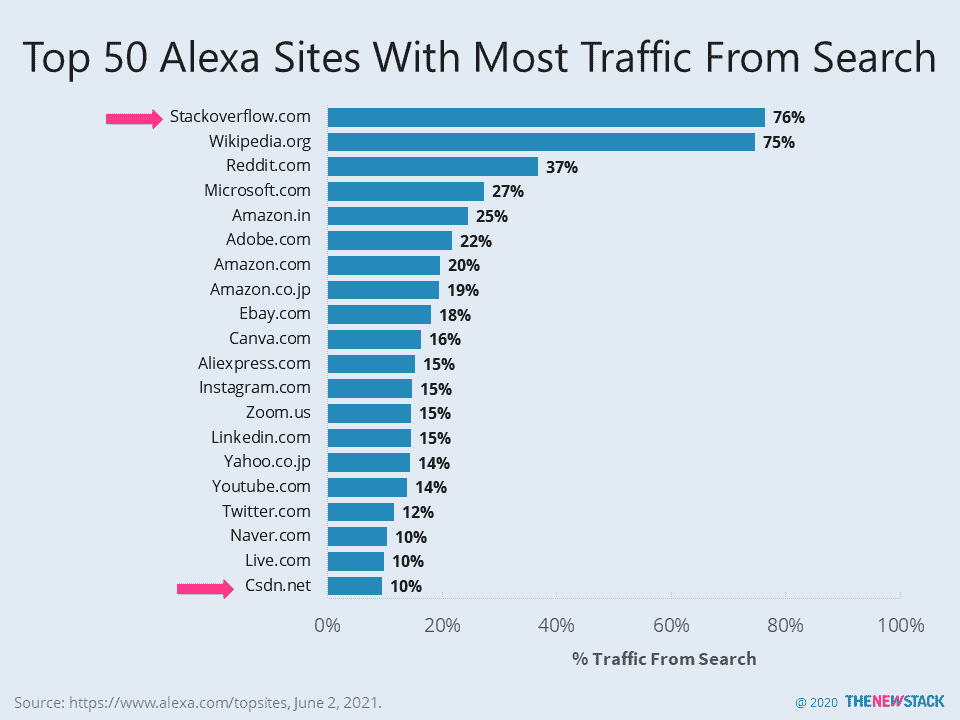 Top 50 Alexa Sites With Most Traffic From Search
Stackoverflow.com 76%
Wikipedia.org 75%
Reddit.com 37%
Microsoft.com 27%
Amazon.in 25%
Adobe.com 22%
Amazon.com 20%
Amazon.co.jp 19%
Ebay.com 18%
Canva.com 16%
Aliexpress.com 15%
Instagram.com 15%
Zoom.us 15%
Linkedin.com 15%
Yahoo.co.jp 14%
Youtube.com 14%
Twitter.com 12%
Naver.com 10%
Live.com 10%
Csdn.net 10%
0% 20% 40% 60% 80% 100%
% Traffic From Search
Source: https://www.alexa.com/topsites, June 2, 2021.
@ 2020 THENEWSTACK